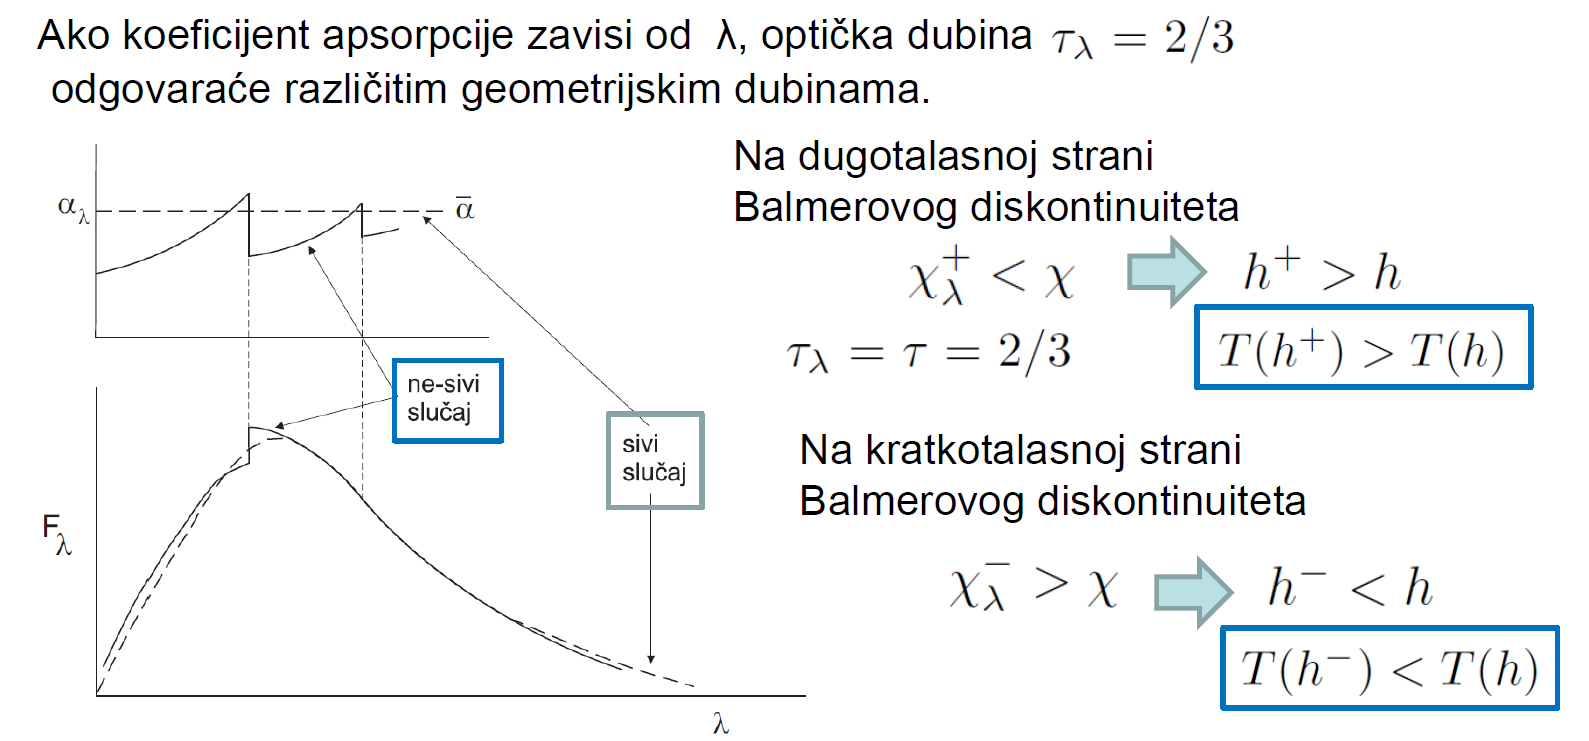 Ako koeficijent apsorpcije zavisi od λ, optička dubina τ_λ = 2/3
odgovaraće različitim geometrijskim dubinama.
α_λ
ᾱ
ne-sivi
slučaj
sivi
slučaj
F_λ
λ
Na dugotalasnoj strani
Balmerovog diskontinuiteta
χ_λ^+ < χ
h^+ > h
τ_λ = τ = 2/3
T(h^+) > T(h)
Na kratkotalasnoj strani
Balmerovog diskontinuiteta
χ_λ^− > χ
h^− < h
T(h^−) < T(h)